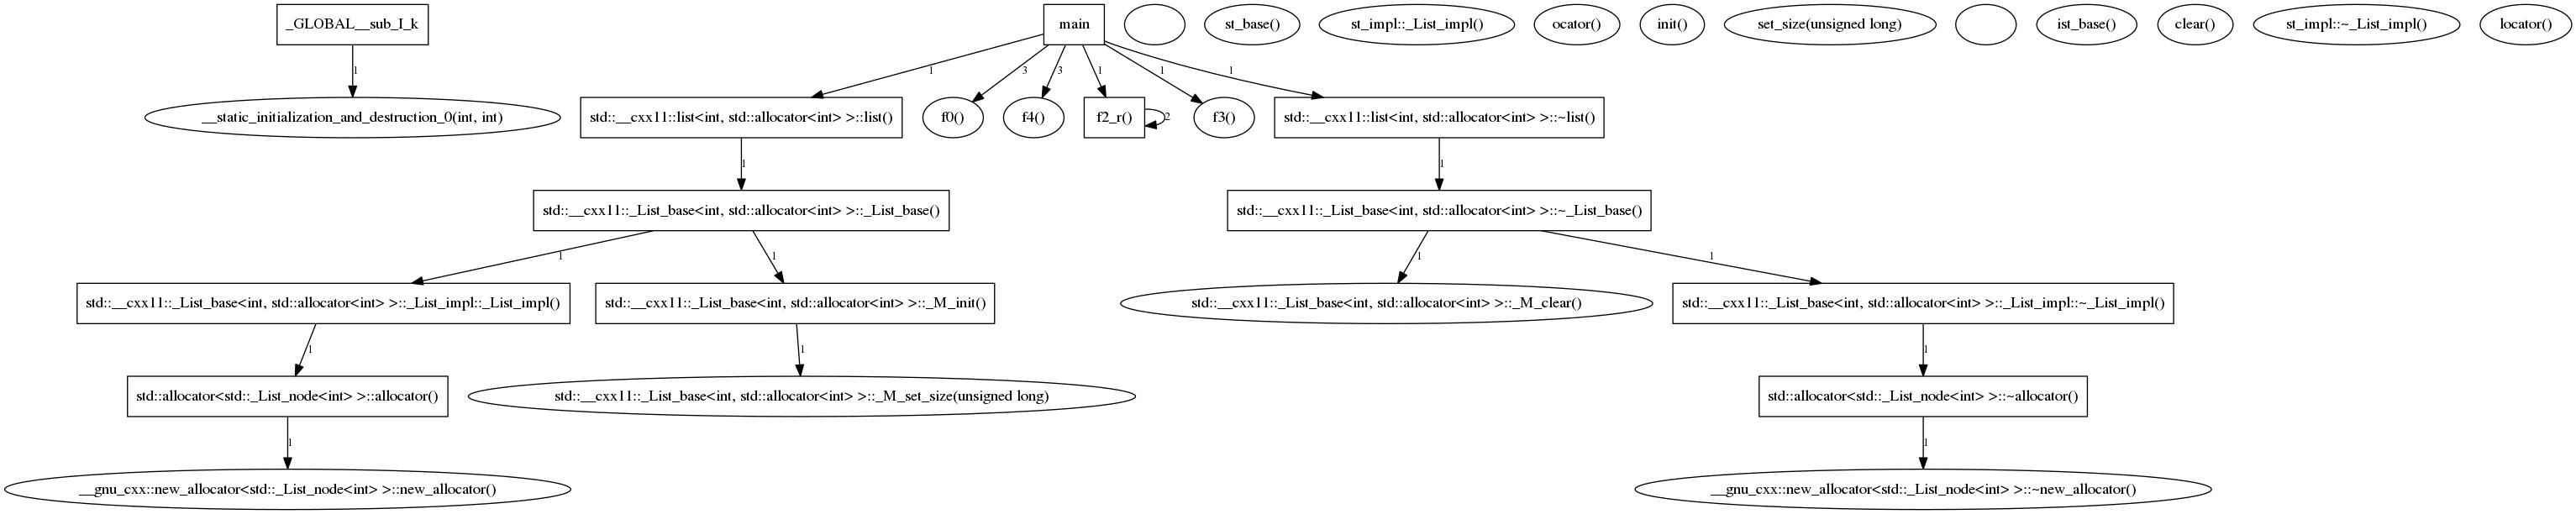 _GLOBAL__sub_I_k
main
st_base()
st_impl::_List_impl()
ocator()
init()
set_size(unsigned long)
ist_base()
clear()
st_impl::~_List_impl()
locator()
1
1
3
3
1
1
1
__static_initialization_and_destruction_0(int, int)
std::__cxx11::list<int, std::allocator<int> >::list()
f0()
f4()
f2_r()
2
f3()
std::__cxx11::list<int, std::allocator<int> >::~list()
1
1
std::__cxx11::_List_base<int, std::allocator<int> >::_List_base()
std::__cxx11::_List_base<int, std::allocator<int> >::~_List_base()
1
1
1
1
std::__cxx11::_List_base<int, std::allocator<int> >::_List_impl::_List_impl()
std::__cxx11::_List_base<int, std::allocator<int> >::_M_init()
std::__cxx11::_List_base<int, std::allocator<int> >::_M_clear()
std::__cxx11::_List_base<int, std::allocator<int> >::_List_impl::~_List_impl()
1
1
1
std::allocator<std::_List_node<int> >::allocator()
std::__cxx11::_List_base<int, std::allocator<int> >::_M_set_size(unsigned long)
std::allocator<std::_List_node<int> >::~allocator()
1
1
__gnu_cxx::new_allocator<std::_List_node<int> >::new_allocator()
__gnu_cxx::new_allocator<std::_List_node<int> >::~new_allocator()